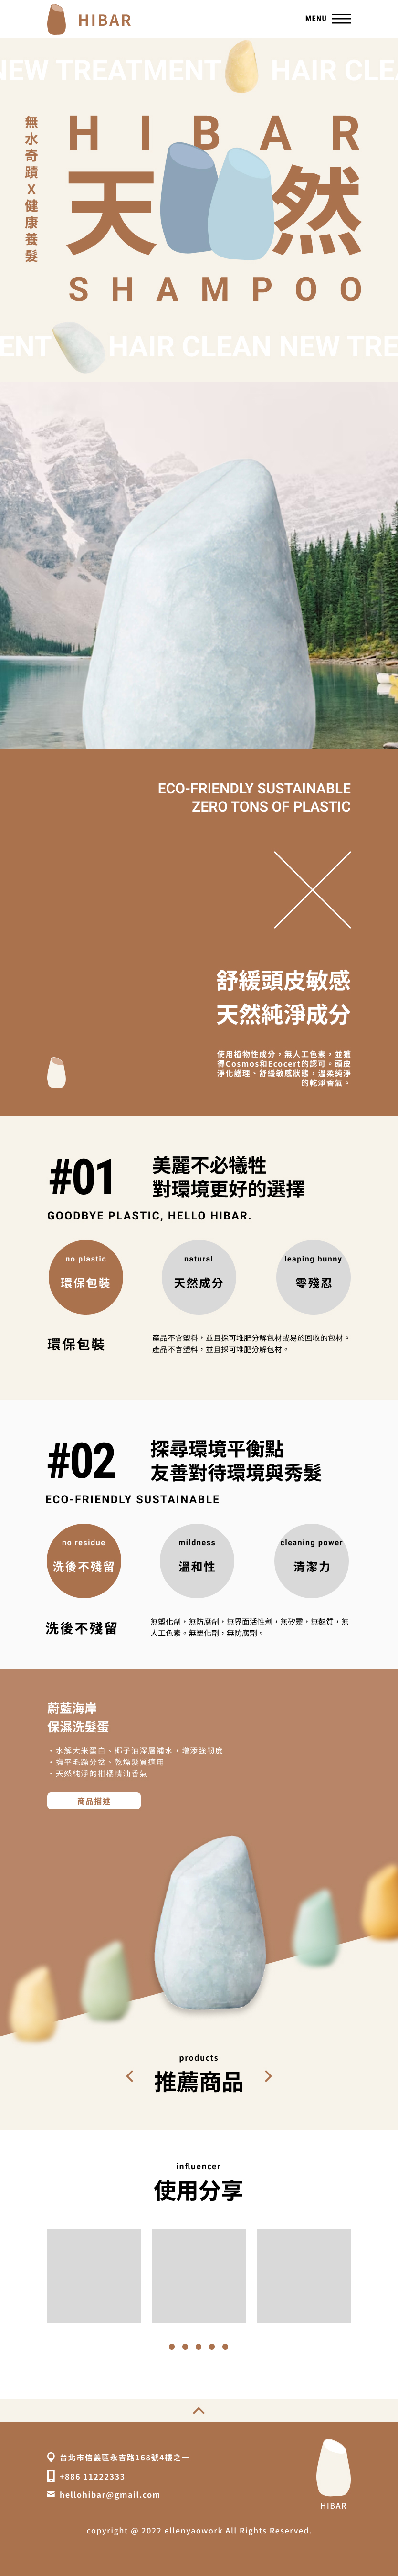 HIBAR
MENU
NEW TREATMENT HAIR CLEA
無水奇蹟X健康養髮
HIBAR
天然
SHAMPOO
ENT HAIR CLEAN NEW TRE
ECO-FRIENDLY SUSTAINABLE
ZERO TONS OF PLASTIC
舒緩頭皮敏感
天然純淨成分
使用植物性成分，無人工色素，並獲
得Cosmos和Ecocert的認可。頭皮
淨化護理、舒緩敏感狀態，溫柔純淨
的乾淨香氣。
#01
美麗不必犧牲
對環境更好的選擇
GOODBYE PLASTIC, HELLO HIBAR.
no plastic
環保包裝
natural
天然成分
leaping bunny
零殘忍
環保包裝
產品不含塑料，並且採可堆肥分解包材或易於回收的包材。
產品不含塑料，並且採可堆肥分解包材。
#02
探尋環境平衡點
友善對待環境與秀髮
ECO-FRIENDLY SUSTAINABLE
no residue
洗後不殘留
mildness
溫和性
cleaning power
清潔力
洗後不殘留
無塑化劑，無防腐劑，無界面活性劑，無矽靈，無麩質，無
人工色素。無塑化劑，無防腐劑。
蔚藍海岸
保濕洗髮蛋
・水解大米蛋白、椰子油深層補水，增添強韌度
・撫平毛躁分岔、乾燥髮質適用
・天然純淨的柑橘精油香氣
商品描述
products
推薦商品
influencer
使用分享
台北市信義區永吉路168號4樓之一
+886 11222333
hellohibar@gmail.com
HIBAR
copyright @ 2022 ellenyaowork All Rights Reserved.